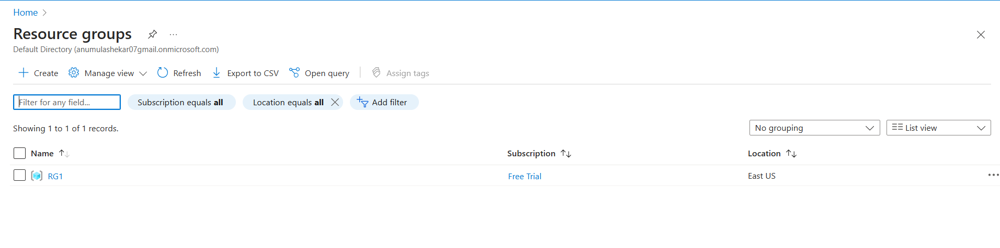 Home
Resource groups ...
Default Directory (anumulashekar07gmail.onmicrosoft.com)
Create Manage view Refresh Export to CSV Open query Assign tags
Filter for any field... Subscription equals all Location equals all Add filter
Showing 1 to 1 of 1 records. No grouping List view
Name Subscription Location
RG1 Free Trial East US